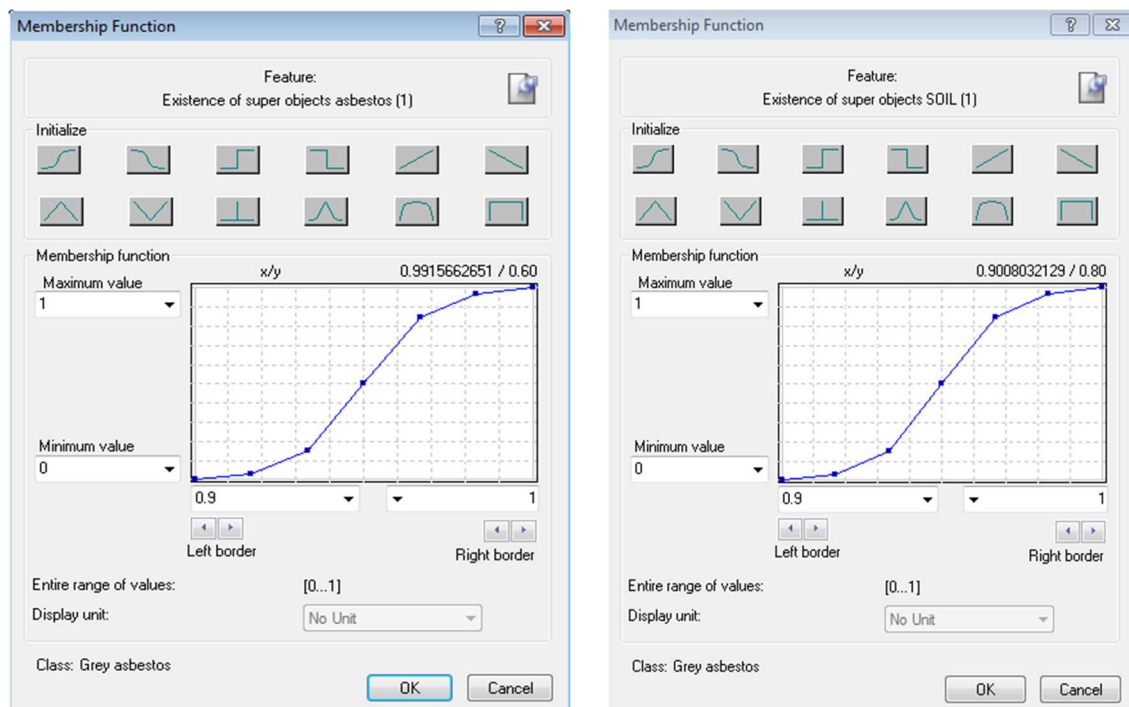 Membership Function
?
Feature:
Existence of super objects asbestos (1)
Initialize
Membership function
x/y
0.9915662651 / 0.60
Maximum value
1
Minimum value
0
0.9
1
Left border
Right border
Entire range of values:
[0...1]
Display unit:
No Unit
Class: Grey asbestos
OK
Cancel
Membership Function
?
Feature:
Existence of super objects SOIL (1)
Initialize
Membership function
x/y
0.9008032129 / 0.80
Maximum value
1
Minimum value
0
0.9
1
Left border
Right border
Entire range of values:
[0...1]
Display unit:
No Unit
Class: Grey asbestos
OK
Cancel